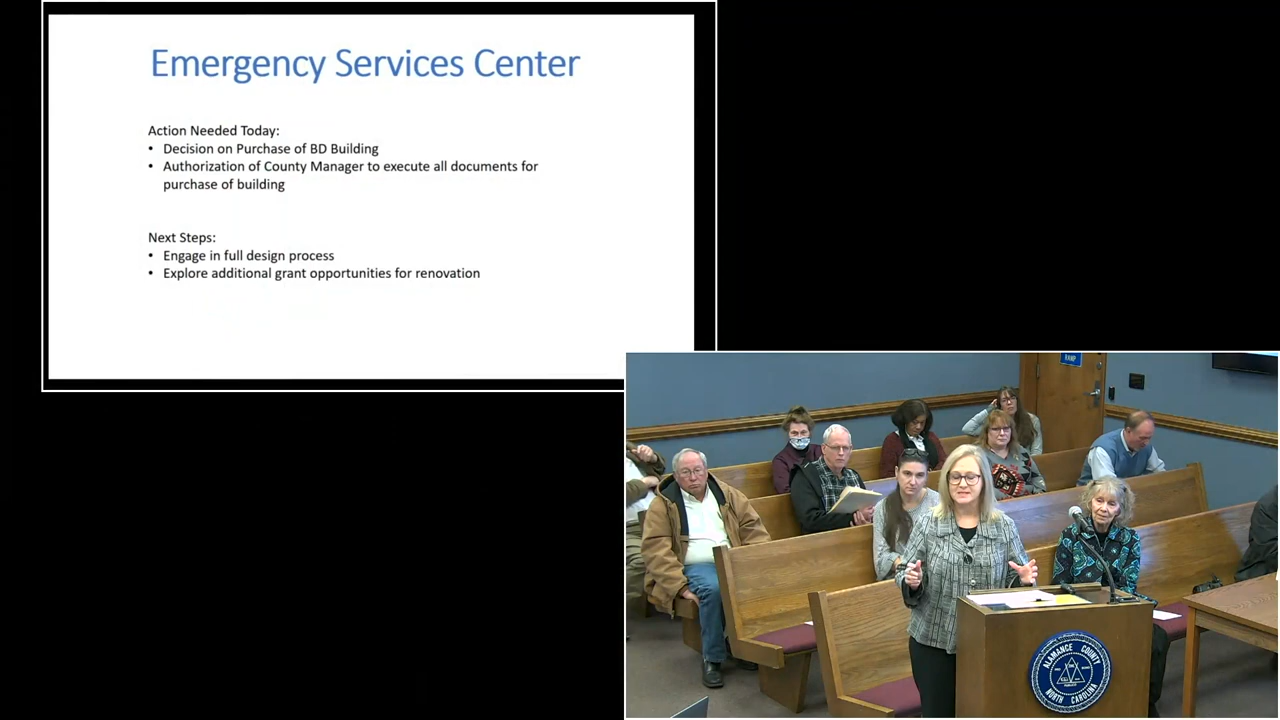 Emergency Services Center
Action Needed Today:
• Decision on Purchase of BD Building
• Authorization of County Manager to execute all documents for
purchase of building
Next Steps:
• Engage in full design process
• Explore additional grant opportunities for renovation
RAMP
ALAMANCE COUNTY
NORTH CAROLINA